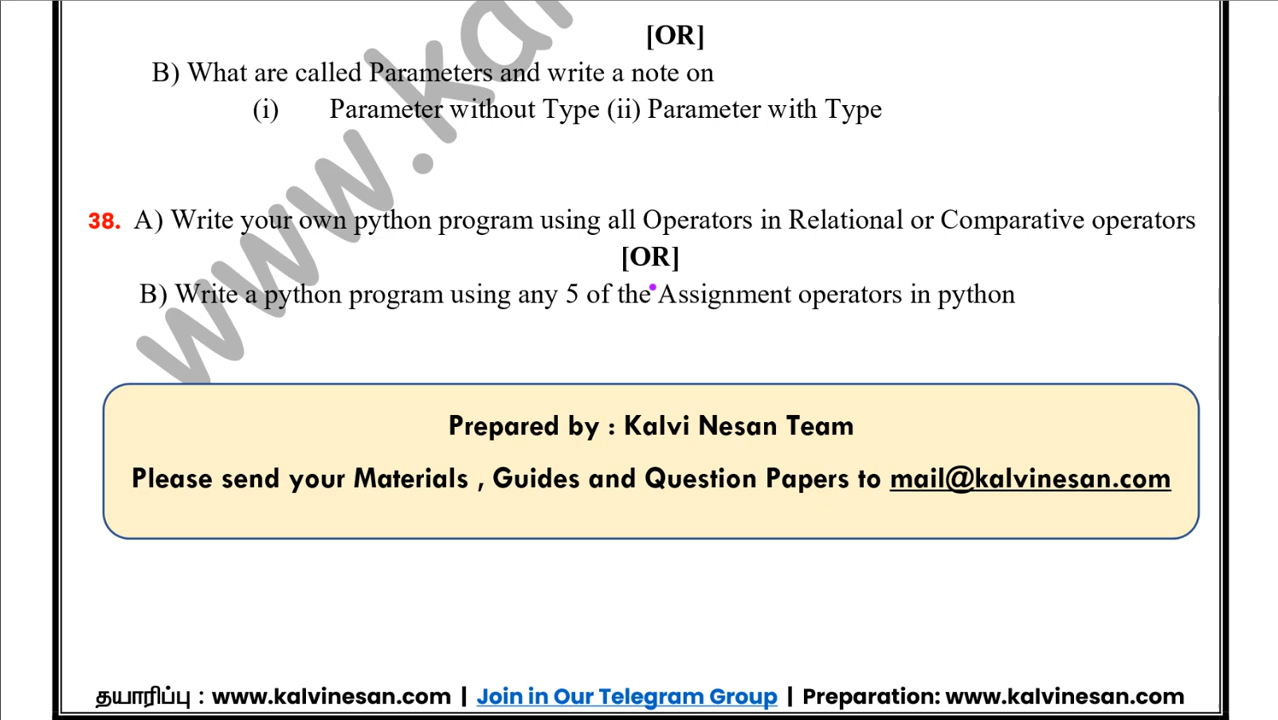 [OR]
B) What are called Parameters and write a note on
(i) Parameter without Type (ii) Parameter with Type
38. A) Write your own python program using all Operators in Relational or Comparative operators
[OR]
B) Write a python program using any 5 of the Assignment operators in python
www.ka
Prepared by : Kalvi Nesan Team
Please send your Materials , Guides and Question Papers to mail@kalvinesan.com
தயாரிப்பு : www.kalvinesan.com | Join in Our Telegram Group | Preparation: www.kalvinesan.com